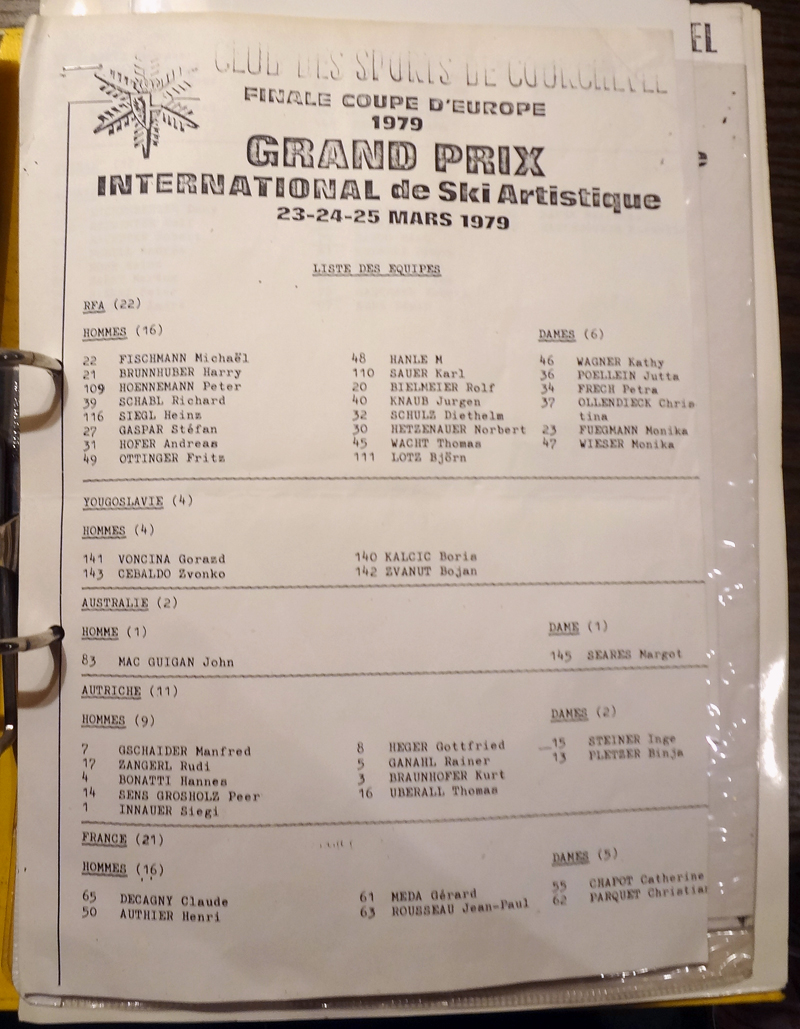 EL
CLUB DES SPORTS DE COURCHEVEL
FINALE COUPE D'EUROPE
1979
GRAND PRIX
INTERNATIONAL de Ski Artistique
23-24-25 MARS 1979
LISTE DES EQUIPES
RFA (22)
HOMMES (16) DAMES (6)
22 FISCHMANN Michaël 48 HANLE M 46 WAGNER Kathy
21 BRUNNHUBER Harry 110 SAUER Karl 36 POELLEIN Jutta
109 HOENNEMANN Peter 20 BIELMEIER Rolf 34 FRECH Petra
39 SCHABL Richard 40 KNAUB Jurgen 37 OLLENDIECK Chris
116 SIEGL Heinz 32 SCHULZ Diethelm tina
27 GASPAR Stéfan 30 HETZENAUER Norbert 23 FUEGMANN Monika
31 HOFER Andreas 45 WACHT Thomas 47 WIESER Monika
49 OTTINGER Fritz 111 LOTZ Björn
YOUGOSLAVIE (4)
HOMMES (4)
141 VONCINA Gorazd 140 KALCIC Boris
143 CEBALDO Zvonko 142 ZVANUT Bojan
AUSTRALIE (2)
HOMME (1) DAME (1)
83 MAC GUIGAN John 145 SEARES Margot
AUTRICHE (11)
HOMMES (9) DAMES (2)
7 GSCHAIDER Manfred 8 HEGER Gottfried 15 STEINER Inge
17 ZANGERL Rudi 5 GANAHL Rainer 13 PLETZER Binja
4 BONATTI Hannes 3 BRAUNHOFER Kurt
14 SENS GROSHOLZ Peer 16 UBERALL Thomas
1 INNAUER Siegi
FRANCE (21)
HOMMES (16) DAMES (5)
65 DECAGNY Claude 61 MEDA Gérard 55 CHAPOT Catherine
50 AUTHIER Henri 63 ROUSSEAU Jean-Paul 62 PARQUET Christian